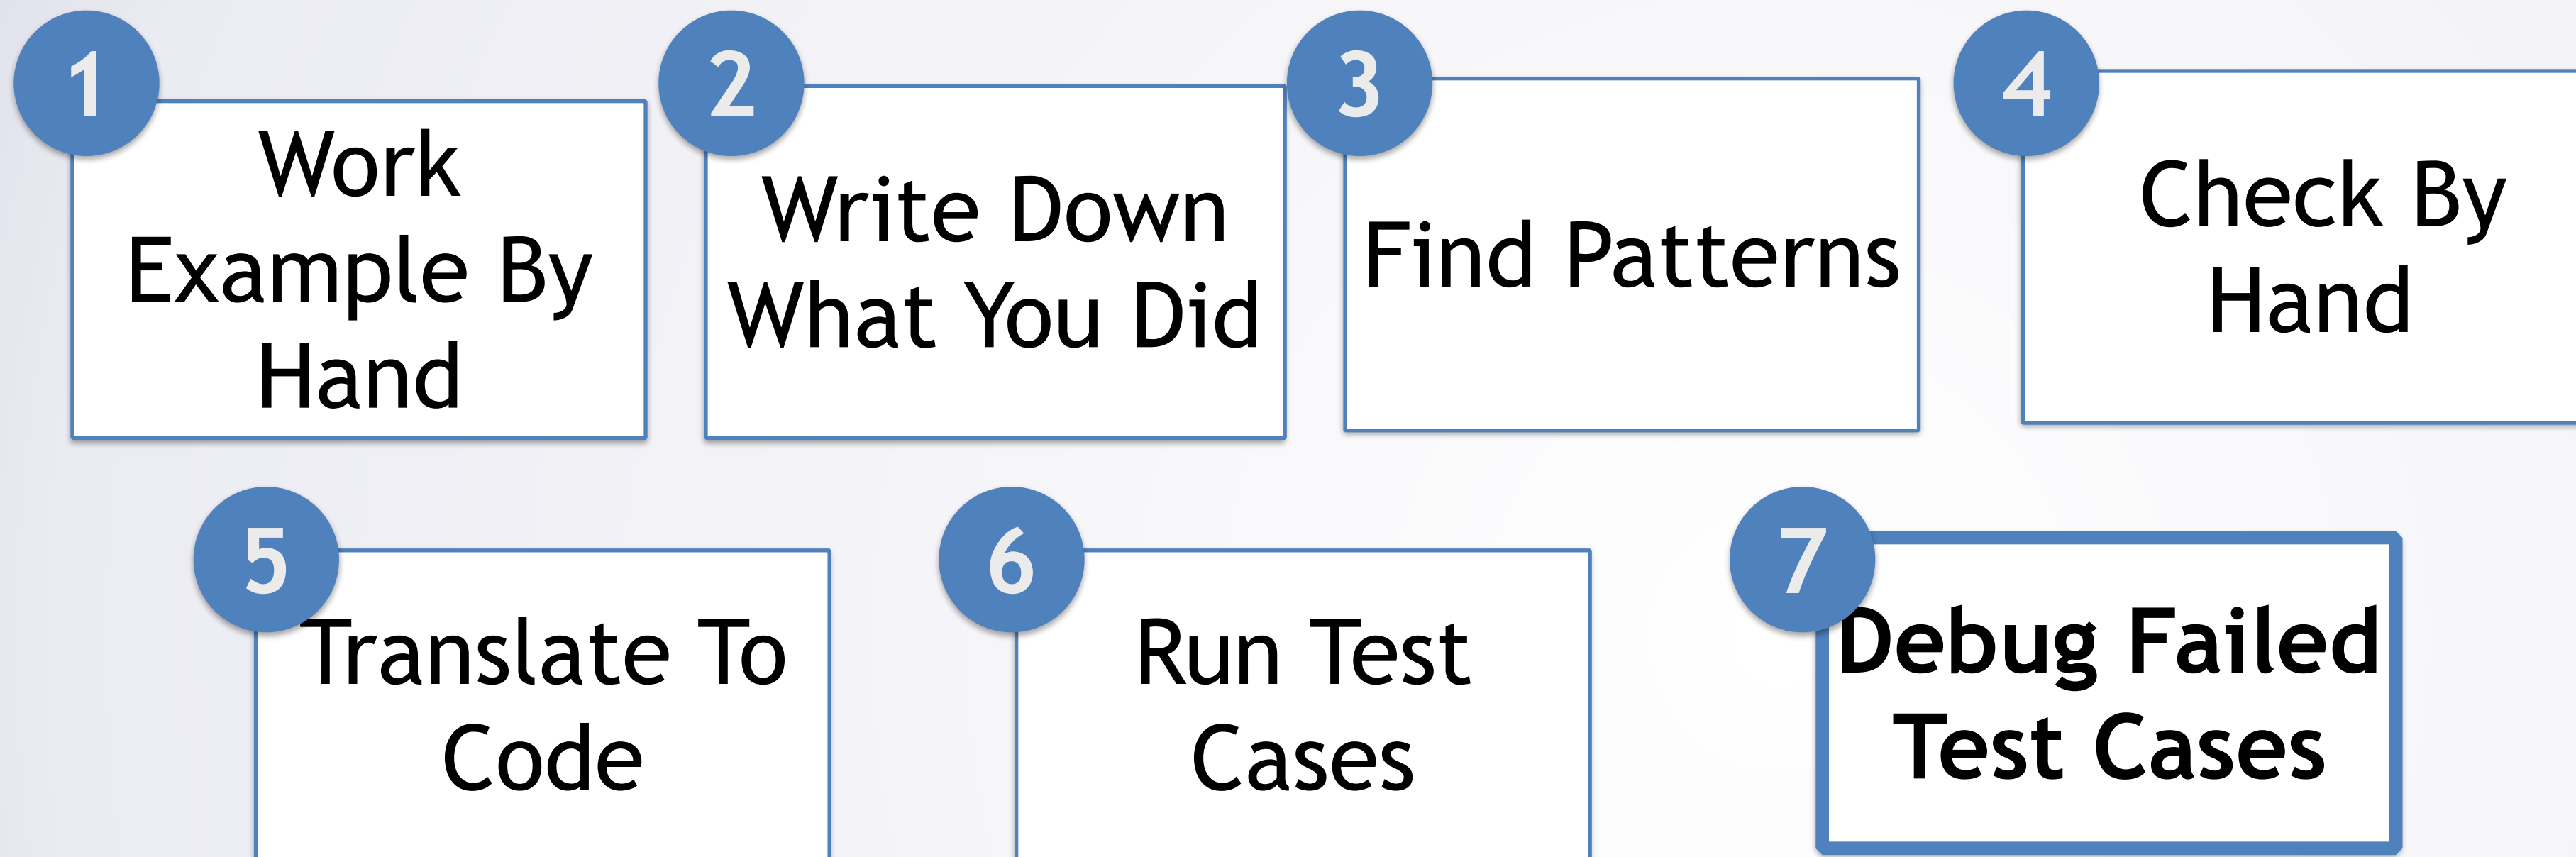 1
Work
Example By
Hand
2
Write Down
What You Did
3
Find Patterns
4
Check By
Hand
5
Translate To
Code
6
Run Test
Cases
7
Debug Failed
Test Cases